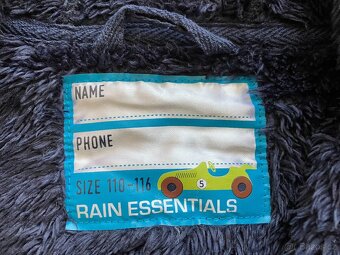 NAME
PHONE
SIZE 110-116
5
RAIN ESSENTIALS